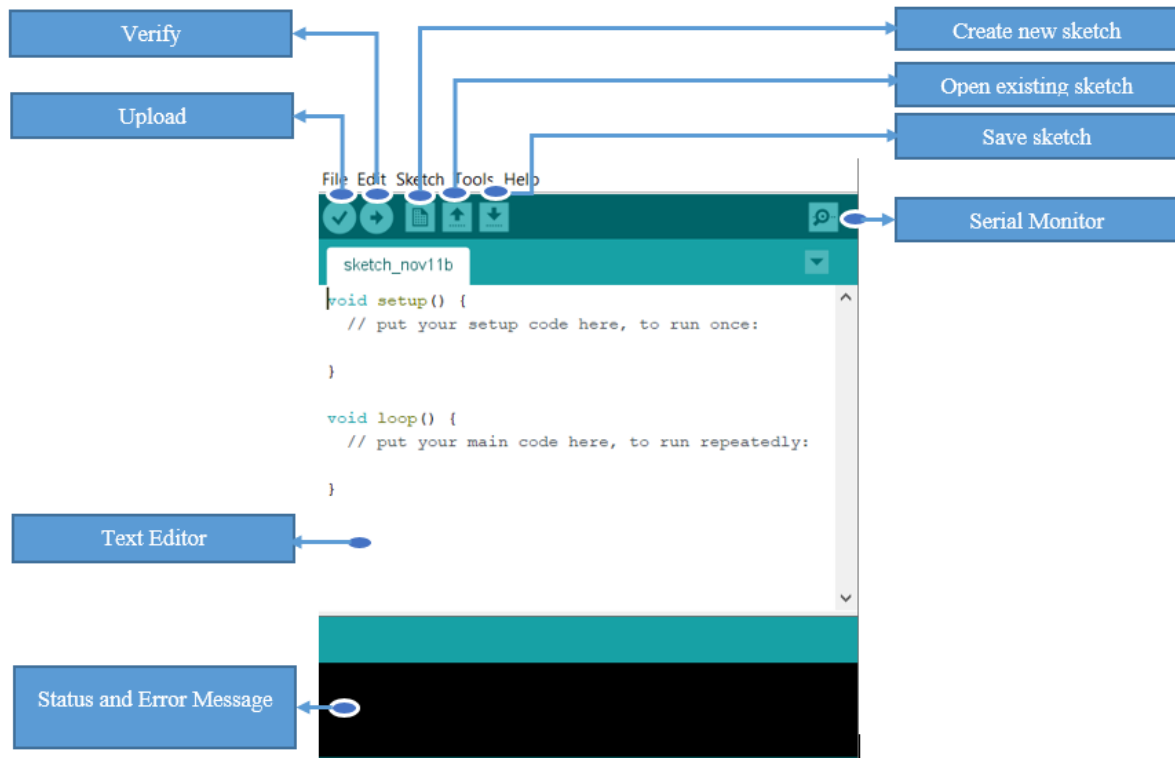 Verify
Create new sketch
Open existing sketch
Upload
Save sketch
File Edit Sketch Tools Help
Serial Monitor
sketch_nov11b
void setup() {
// put your setup code here, to run once:
}
void loop() {
// put your main code here, to run repeatedly:
}
Text Editor
Status and Error Message